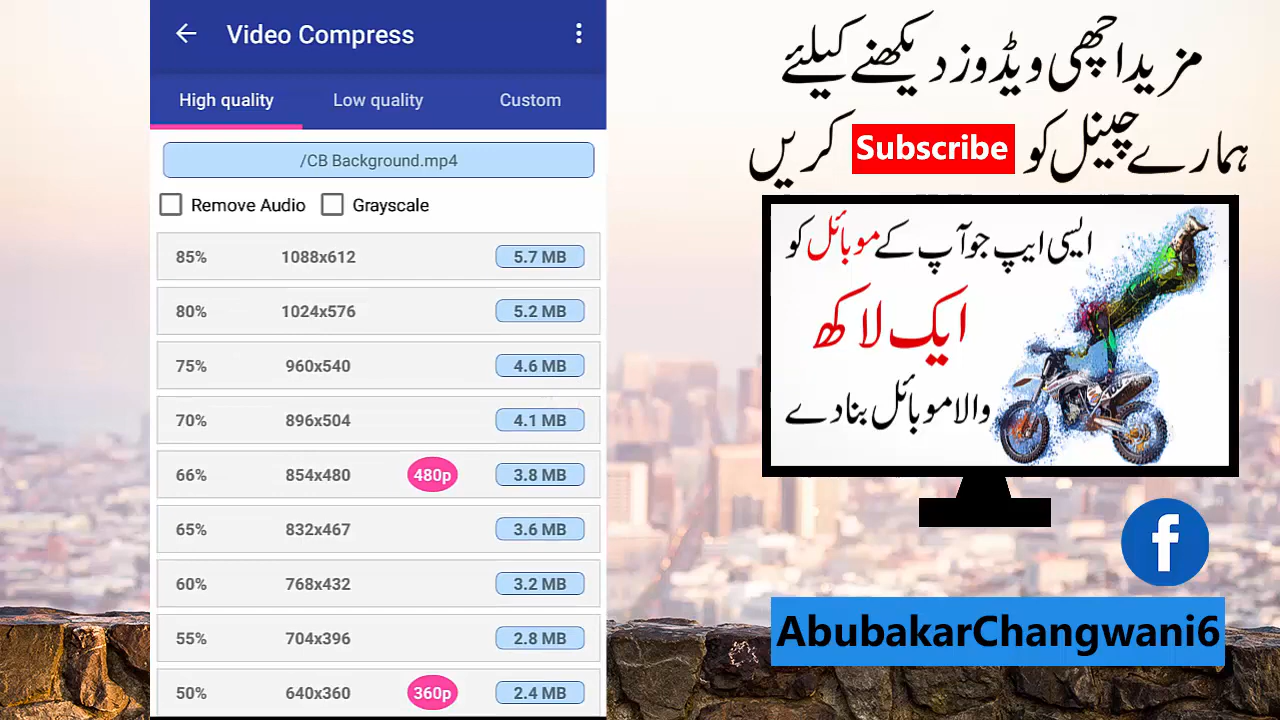 Video Compress
High quality Low quality Custom
/CB Background.mp4
Remove Audio Grayscale
85% 1088x612 5.7 MB
80% 1024x576 5.2 MB
75% 960x540 4.6 MB
70% 896x504 4.1 MB
66% 854x480 480p 3.8 MB
65% 832x467 3.6 MB
60% 768x432 3.2 MB
55% 704x396 2.8 MB
50% 640x360 360p 2.4 MB
مزید اچھی ویڈوز دیکھنے کیلئے
ہمارے چینل کو Subscribe کریں
ایسی ایپ جو آپ کے موبائل کو
ایک لاکھ
والا موبائل بنا دے
f
AbubakarChangwani6